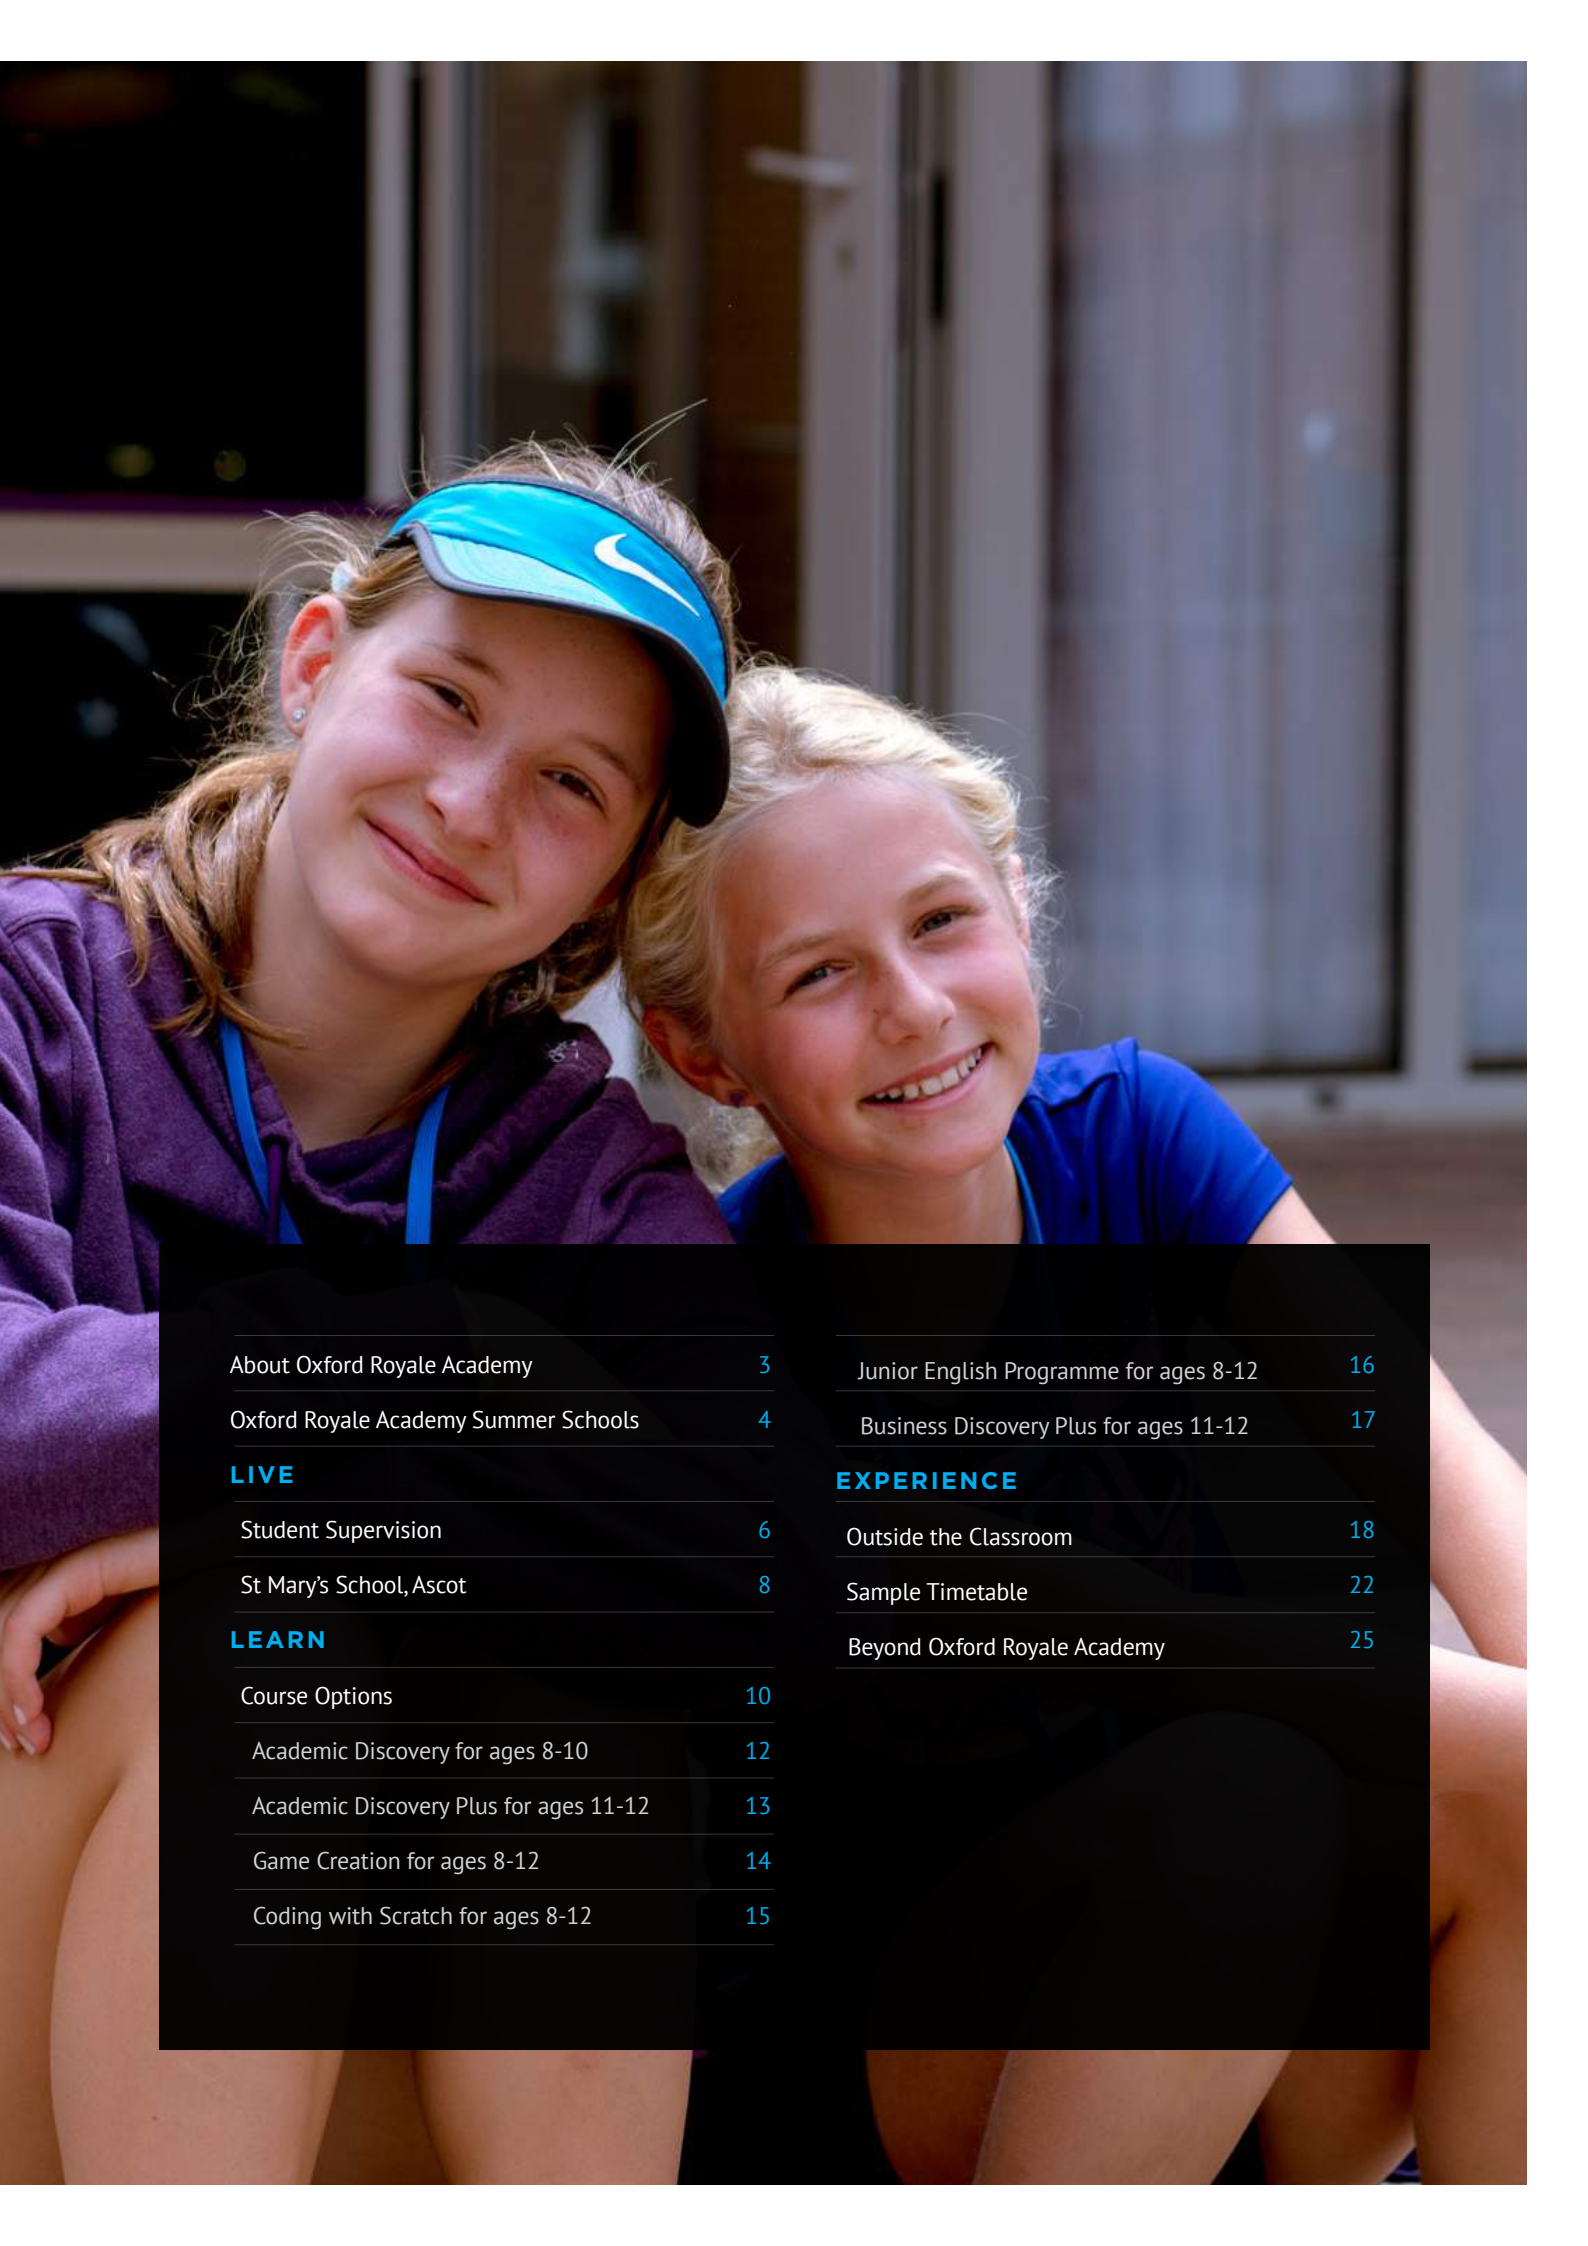 About Oxford Royale Academy 3
Oxford Royale Academy Summer Schools 4
LIVE
Student Supervision 6
St Mary's School, Ascot 8
LEARN
Course Options 10
Academic Discovery for ages 8-10 12
Academic Discovery Plus for ages 11-12 13
Game Creation for ages 8-12 14
Coding with Scratch for ages 8-12 15
Junior English Programme for ages 8-12 16
Business Discovery Plus for ages 11-12 17
EXPERIENCE
Outside the Classroom 18
Sample Timetable 22
Beyond Oxford Royale Academy 25